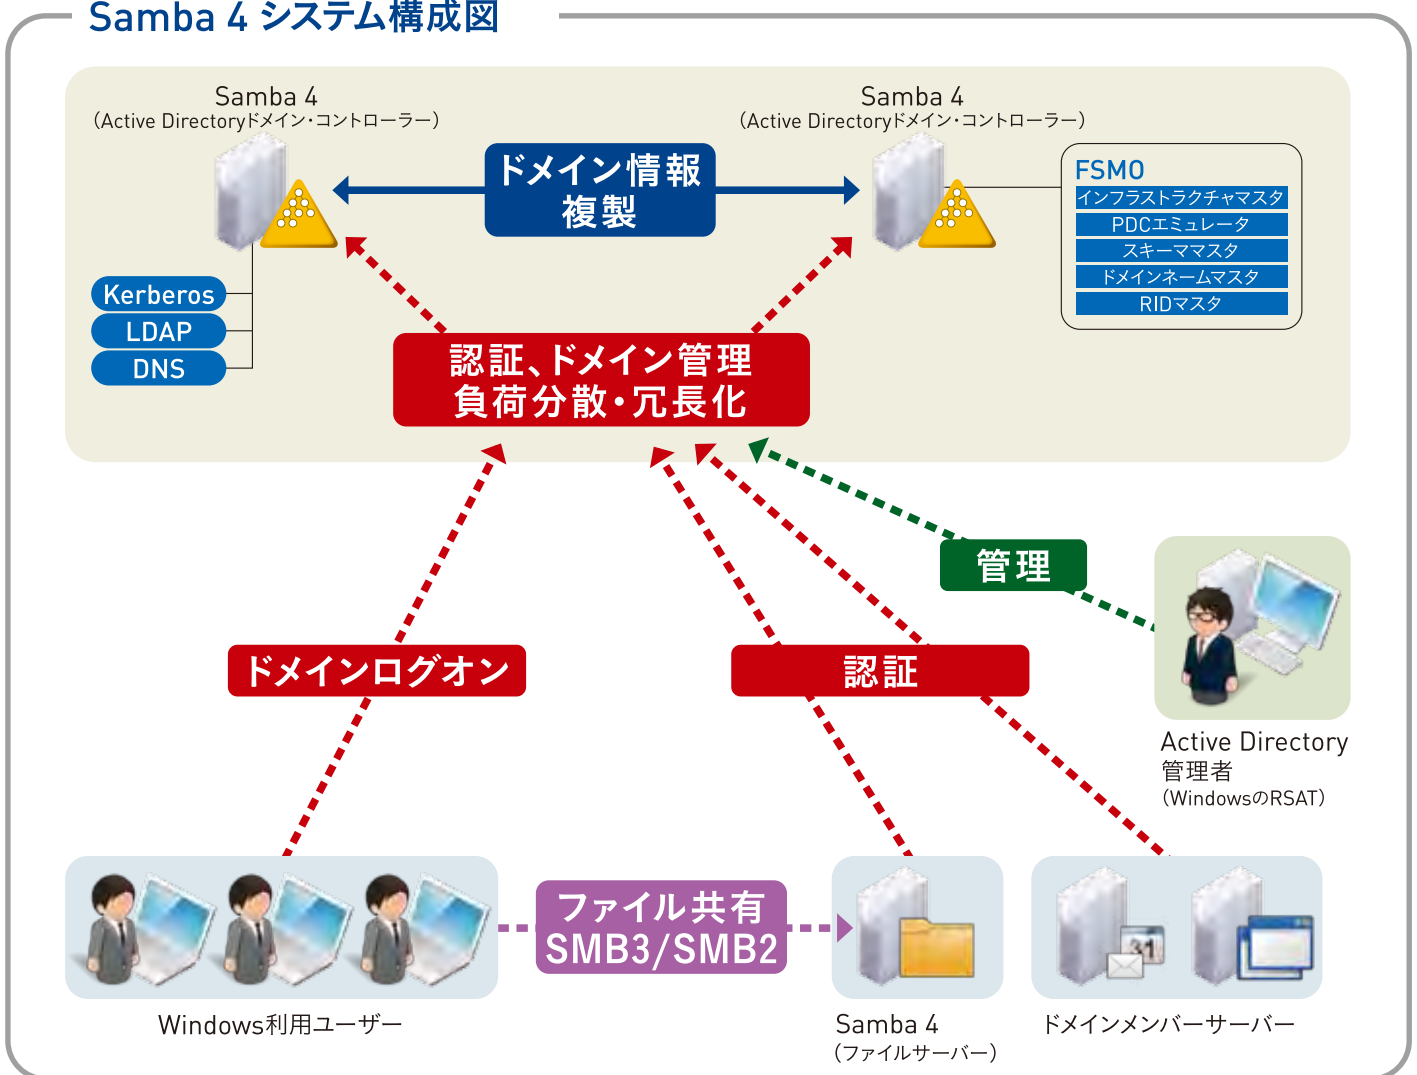 Samba 4 システム構成図
Samba 4
（Active Directoryドメイン・コントローラー）
Samba 4
（Active Directoryドメイン・コントローラー）
ドメイン情報
複製
FSMO
インフラストラクチャマスタ
PDCエミュレータ
スキーママスタ
ドメインネームマスタ
RIDマスタ
Kerberos
LDAP
DNS
認証、ドメイン管理
負荷分散・冗長化
管理
ドメインログオン
認証
Active Directory
管理者
（WindowsのRSAT）
ファイル共有
SMB3/SMB2
31
Windows利用ユーザー
Samba 4
（ファイルサーバー）
ドメインメンバーサーバー